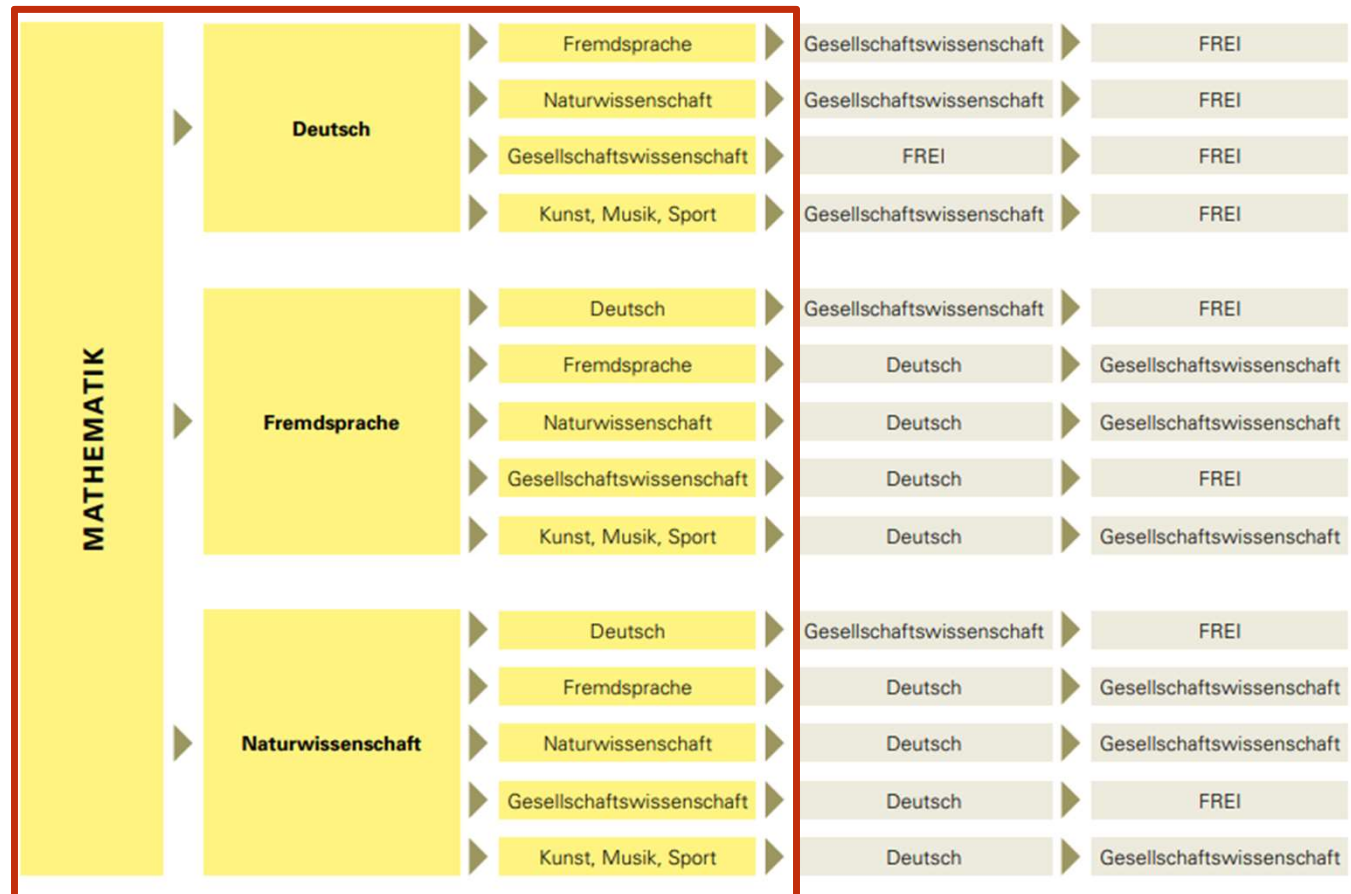 MATHEMATIK
Deutsch
Fremdsprache Gesellschaftswissenschaft FREI
Naturwissenschaft Gesellschaftswissenschaft FREI
Gesellschaftswissenschaft FREI FREI
Kunst, Musik, Sport Gesellschaftswissenschaft FREI
Fremdsprache
Deutsch Gesellschaftswissenschaft FREI
Fremdsprache Deutsch Gesellschaftswissenschaft
Naturwissenschaft Deutsch Gesellschaftswissenschaft
Gesellschaftswissenschaft Deutsch FREI
Kunst, Musik, Sport Deutsch Gesellschaftswissenschaft
Naturwissenschaft
Deutsch Gesellschaftswissenschaft FREI
Fremdsprache Deutsch Gesellschaftswissenschaft
Naturwissenschaft Deutsch Gesellschaftswissenschaft
Gesellschaftswissenschaft Deutsch FREI
Kunst, Musik, Sport Deutsch Gesellschaftswissenschaft